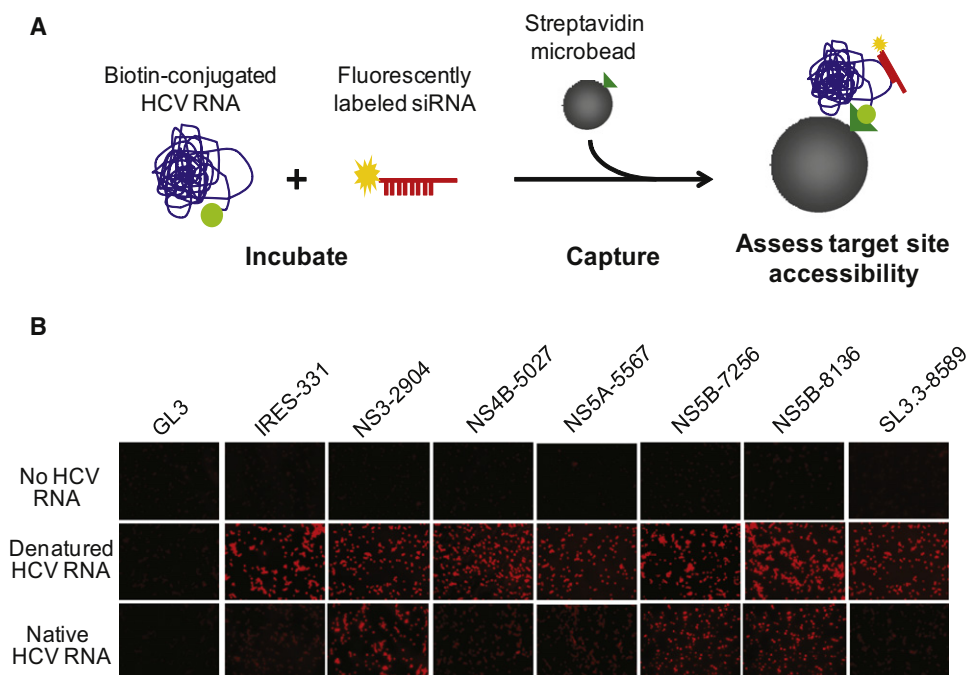 A
Biotin-conjugated
HCV RNA
+
Fluorescently
labeled siRNA
Streptavidin
microbead
Incubate
Capture
Assess target site
accessibility
B
GL3
IRES-331
NS3-2904
NS4B-5027
NS5A-5567
NS5B-7256
NS5B-8136
SL3.3-8589
No HCV
RNA
Denatured
HCV RNA
Native
HCV RNA